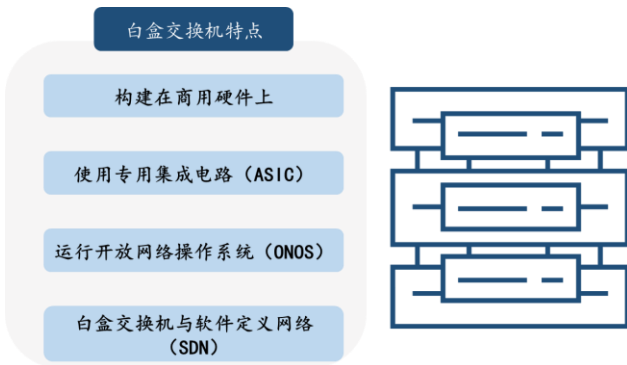 白盒交换机特点
构建在商用硬件上
使用专用集成电路（ASIC）
运行开放网络操作系统（ONOS）
白盒交换机与软件定义网络
（SDN）